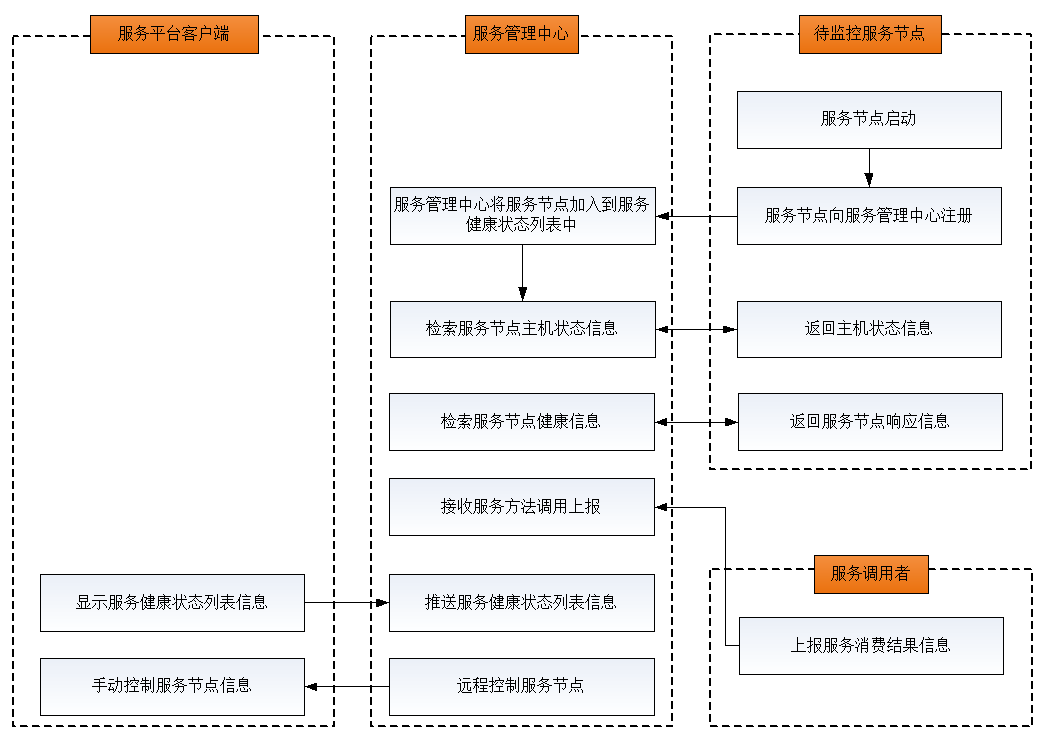 服务平台客户端
服务管理中心
待监控服务节点
服务节点启动
服务管理中心将服务节点加入到服务
健康状态列表中
服务节点向服务管理中心注册
检索服务节点主机状态信息
返回主机状态信息
检索服务节点健康信息
返回服务节点响应信息
接收服务方法调用上报
服务调用者
显示服务健康状态列表信息
推送服务健康状态列表信息
上报服务消费结果信息
手动控制服务节点信息
远程控制服务节点